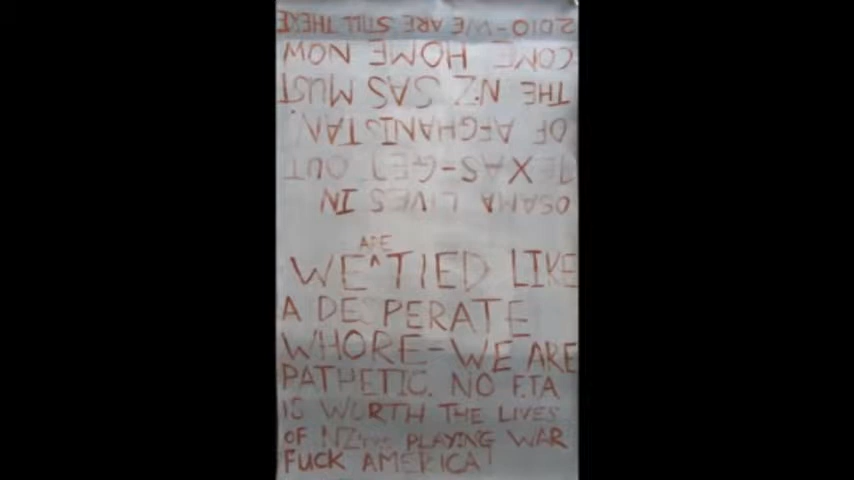 OSAMA LIVES IN
TEXAS-GET OUT
OF AFGHANISTAN.
THE N.Z SAS MUST
COME HOME NOW
2010-WE ARE STILL THERE
ARE
WE^TIED LIKE
A DESPERATE
WHORE-WE ARE
PATHETIC. NO F.T.A
IS WORTH THE LIVES
OF NZ'ers PLAYING WAR
FUCK AMERICA!